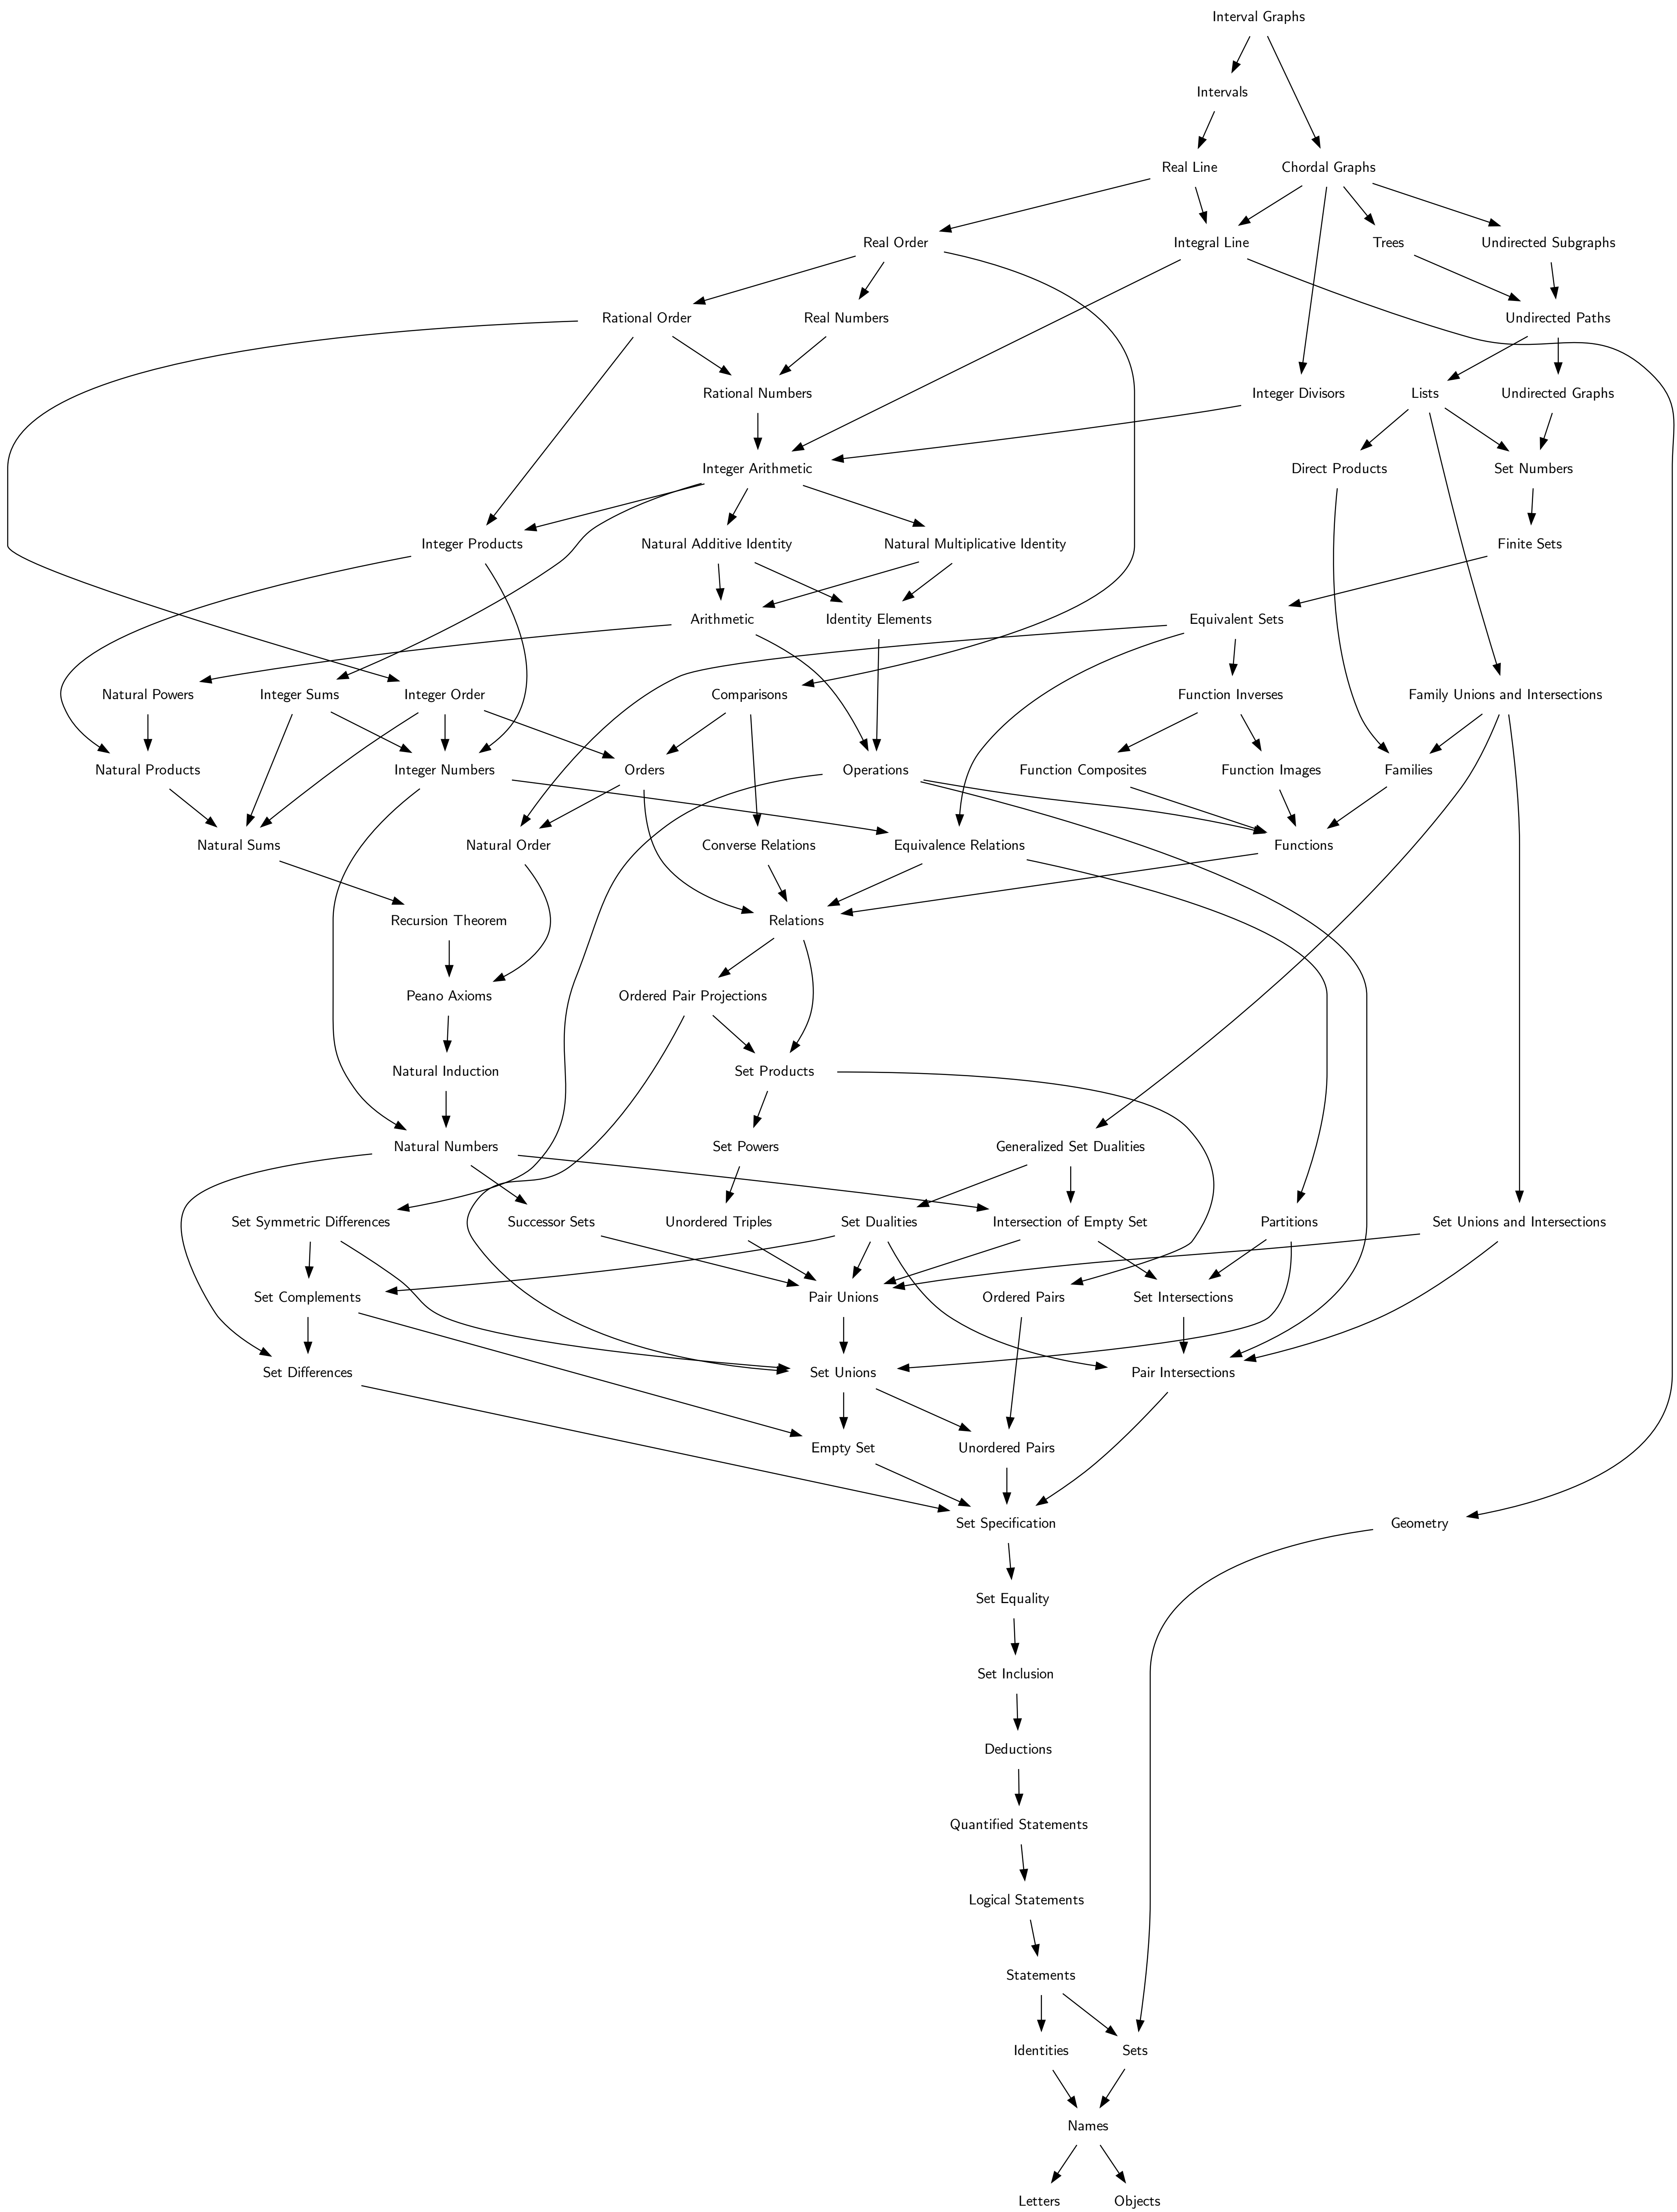 Interval Graphs
Intervals
Real Line
Chordal Graphs
Real Order
Integral Line
Trees
Undirected Subgraphs
Rational Order
Real Numbers
Undirected Paths
Rational Numbers
Integer Divisors
Lists
Undirected Graphs
Integer Arithmetic
Direct Products
Set Numbers
Integer Products
Natural Additive Identity
Natural Multiplicative Identity
Finite Sets
Arithmetic
Identity Elements
Equivalent Sets
Natural Powers
Integer Sums
Integer Order
Comparisons
Function Inverses
Family Unions and Intersections
Natural Products
Integer Numbers
Orders
Operations
Function Composites
Function Images
Families
Natural Sums
Natural Order
Converse Relations
Equivalence Relations
Functions
Recursion Theorem
Relations
Peano Axioms
Ordered Pair Projections
Natural Induction
Set Products
Natural Numbers
Set Powers
Generalized Set Dualities
Set Symmetric Differences
Successor Sets
Unordered Triples
Set Dualities
Intersection of Empty Set
Partitions
Set Unions and Intersections
Set Complements
Pair Unions
Ordered Pairs
Set Intersections
Set Differences
Set Unions
Pair Intersections
Empty Set
Unordered Pairs
Set Specification
Geometry
Set Equality
Set Inclusion
Deductions
Quantified Statements
Logical Statements
Statements
Identities
Sets
Names
Letters
Objects